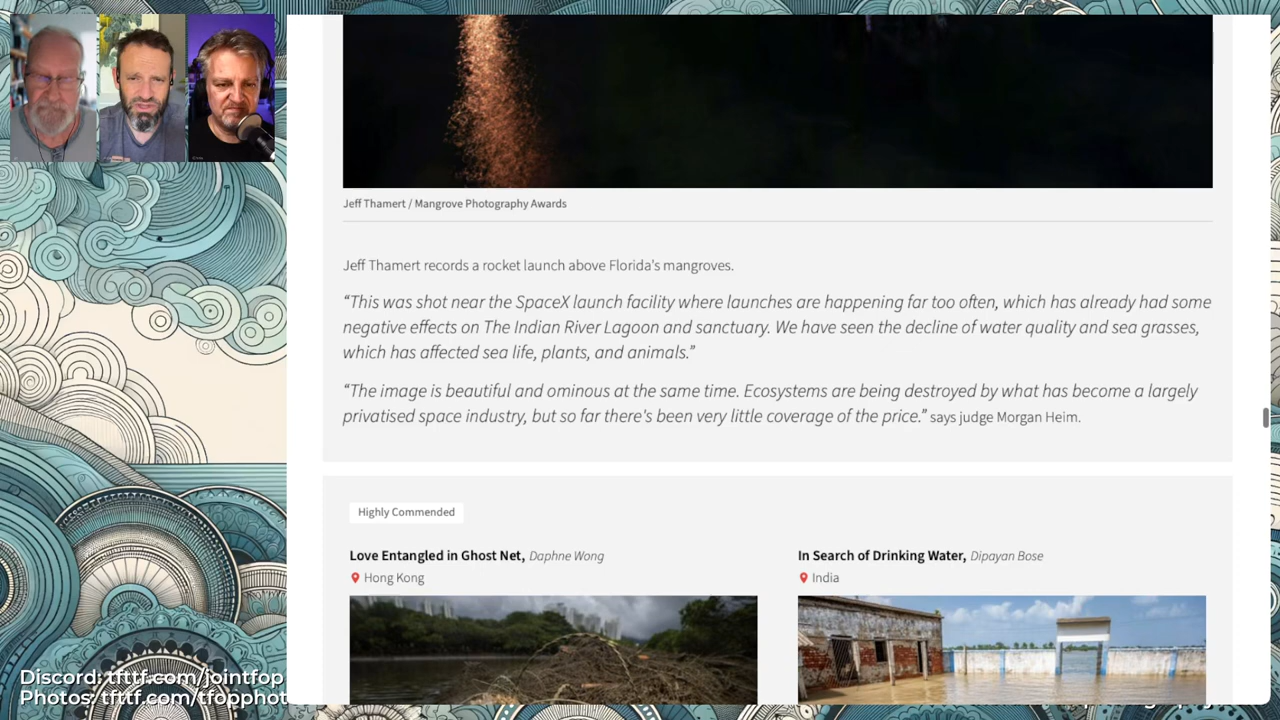 Jeff Thamert / Mangrove Photography Awards
Jeff Thamert records a rocket launch above Florida's mangroves.
“This was shot near the SpaceX launch facility where launches are happening far too often, which has already had some
negative effects on The Indian River Lagoon and sanctuary. We have seen the decline of water quality and sea grasses,
which has affected sea life, plants, and animals.”
“The image is beautiful and ominous at the same time. Ecosystems are being destroyed by what has become a largely
privatised space industry, but so far there's been very little coverage of the price.” says judge Morgan Heim.
Highly Commended
Love Entangled in Ghost Net, Daphne Wong
Hong Kong
In Search of Drinking Water, Dipayan Bose
India
Discord: tfttf.com/jointfop
Photos: tfttf.com/tfopphot